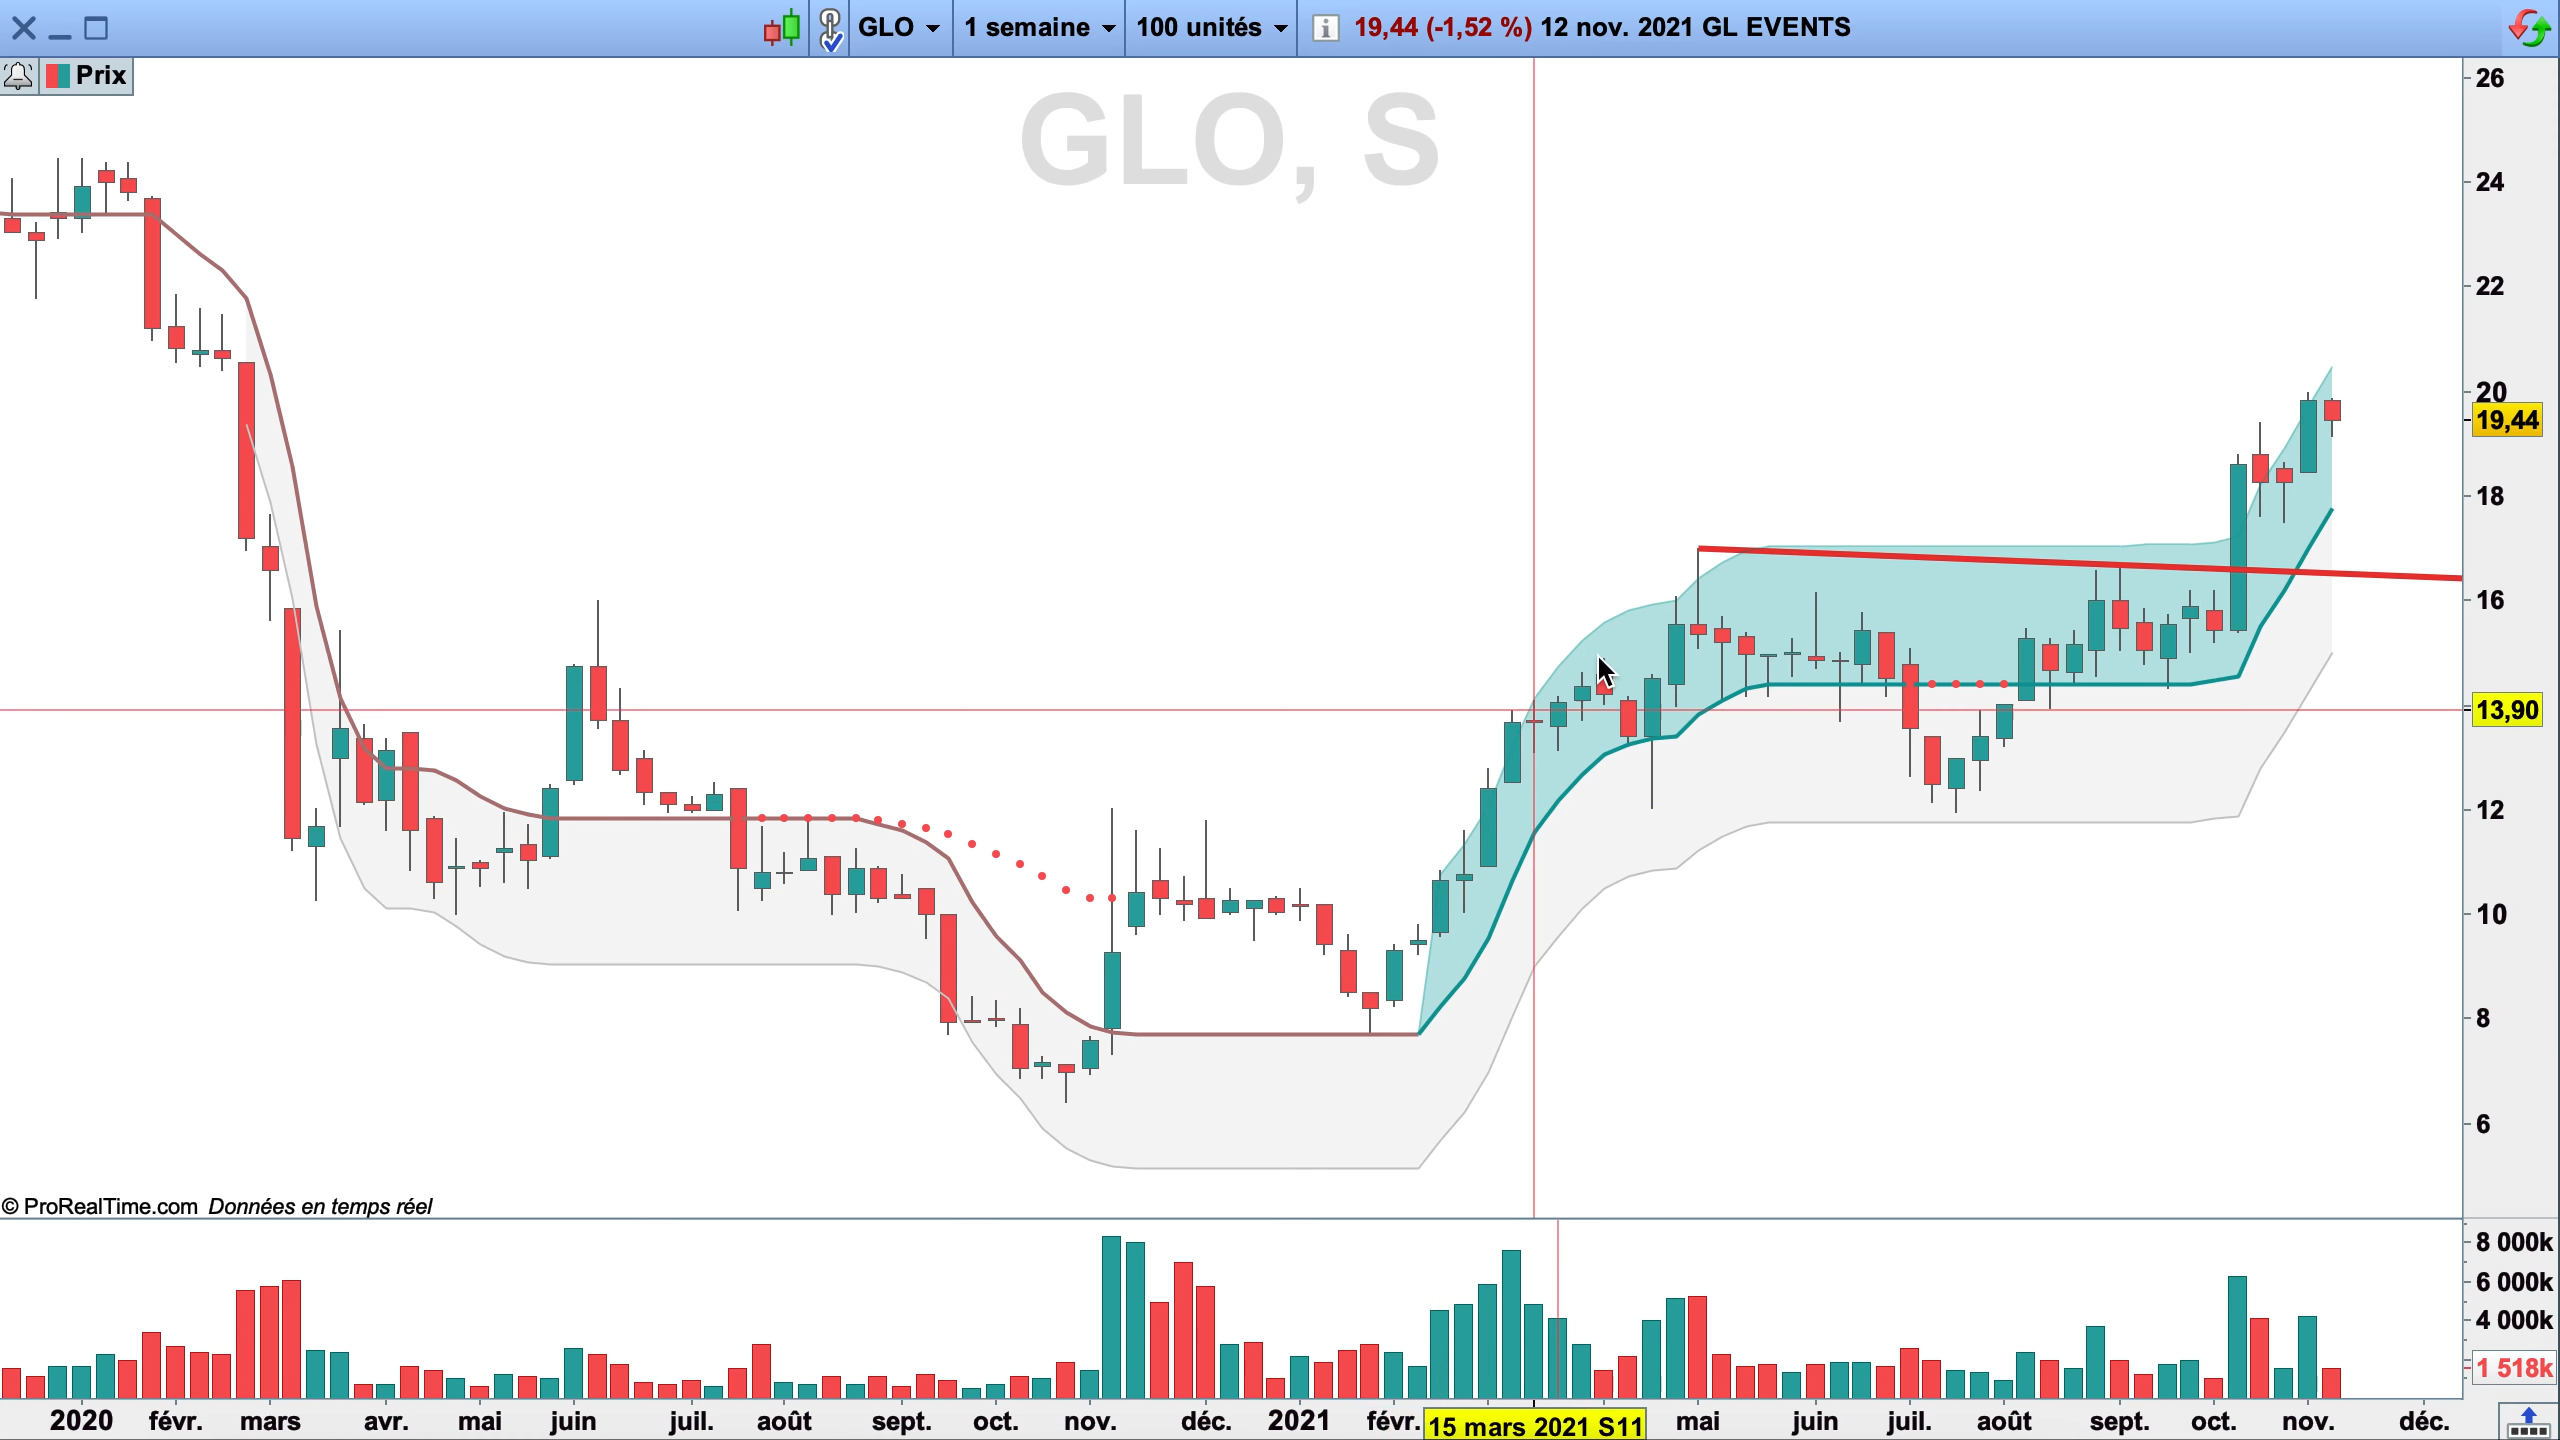 GLO 1 semaine 100 unités 19,44 (-1,52 %) 12 nov. 2021 GL EVENTS
Prix
GLO, S
26
24
22
20
19,44
18
16
13,90
12
10
8
6
© ProRealTime.com Données en temps réel
8 000k
6 000k
4 000k
1 518k
2020 févr. mars avr. mai juin juil. août sept. oct. nov. déc. 2021 févr. 15 mars 2021 S11 mai juin juil. août sept. oct. nov. déc.